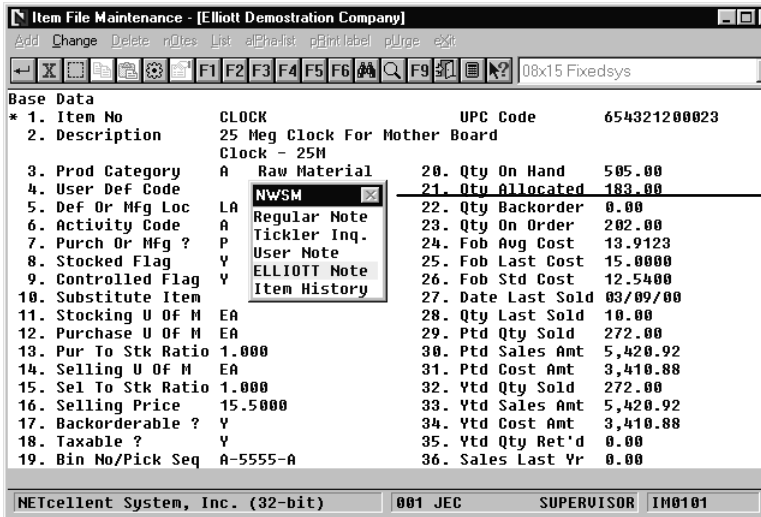 Item File Maintenance - [Elliott Demostration Company]
Add Change Delete nOtes List alPha-list pRint label pUrge eXit
X F1 F2 F3 F4 F5 F6 F9 08x15 Fixedsys
Base Data
* 1. Item No CLOCK UPC Code 654321200023
2. Description 25 Meg Clock For Mother Board
Clock - 25M
3. Prod Category A Raw Material 20. Qty On Hand 505.00
4. User Def Code 21. Qty Allocated 183.00
5. Def Or Mfg Loc LA 22. Qty Backorder 0.00
6. Activity Code A 23. Qty On Order 202.00
7. Purch Or Mfg ? P 24. Fob Avg Cost 13.9123
8. Stocked Flag Y 25. Fob Last Cost 15.0000
9. Controlled Flag Y 26. Fob Std Cost 12.5400
10. Substitute Item 27. Date Last Sold 03/09/00
11. Stocking U Of M EA 28. Qty Last Sold 10.00
12. Purchase U Of M EA 29. Ptd Qty Sold 272.00
13. Pur To Stk Ratio 1.000 30. Ptd Sales Amt 5,420.92
14. Selling U Of M EA 31. Ptd Cost Amt 3,410.88
15. Sel To Stk Ratio 1.000 32. Ytd Qty Sold 272.00
16. Selling Price 15.5000 33. Ytd Sales Amt 5,420.92
17. Backorderable ? Y 34. Ytd Cost Amt 3,410.88
18. Taxable ? Y 35. Ytd Qty Ret'd 0.00
19. Bin No/Pick Seq A-5555-A 36. Sales Last Yr 0.00
NWSM
Regular Note
Tickler Inq.
User Note
ELLIOTT Note
Item History
NETcellent System, Inc. (32-bit) 001 JEC SUPERVISOR IM0101